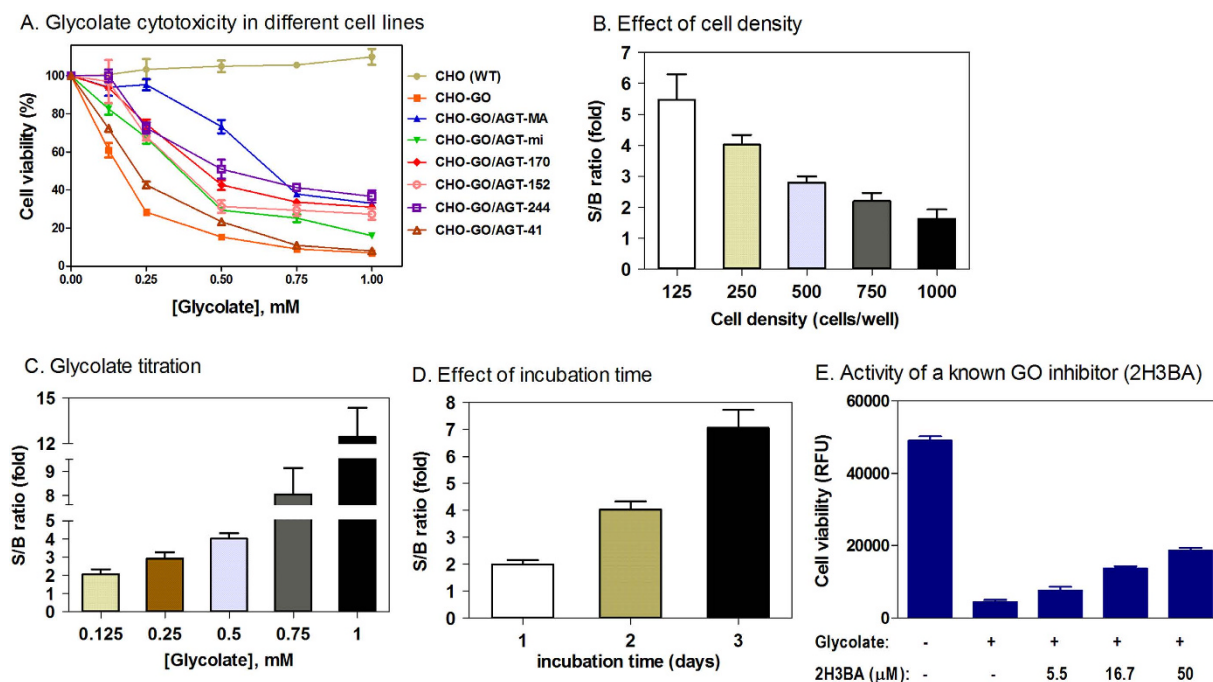 A. Glycolate cytotoxicity in different cell lines
100
80
60
40
20
0
Cell viability (%)
0.00
0.25
0.50
0.75
1.00
[Glycolate], mM
CHO (WT)
CHO-GO
CHO-GO/AGT-MA
CHO-GO/AGT-mi
CHO-GO/AGT-170
CHO-GO/AGT-152
CHO-GO/AGT-244
CHO-GO/AGT-41
B. Effect of cell density
7
6
5
4
3
2
1
0
S/B ratio (fold)
125
250
500
750
1000
Cell density (cells/well)
C. Glycolate titration
15
12
9
8
4
3
2
1
0
S/B ratio (fold)
0.125
0.25
0.5
0.75
1
[Glycolate], mM
D. Effect of incubation time
8
7
6
5
4
3
2
1
0
S/B ratio (fold)
1
2
3
incubation time (days)
E. Activity of a known GO inhibitor (2H3BA)
60000
40000
20000
0
Cell viability (RFU)
Glycolate: - + + + +
2H3BA (μM): - - 5.5 16.7 50